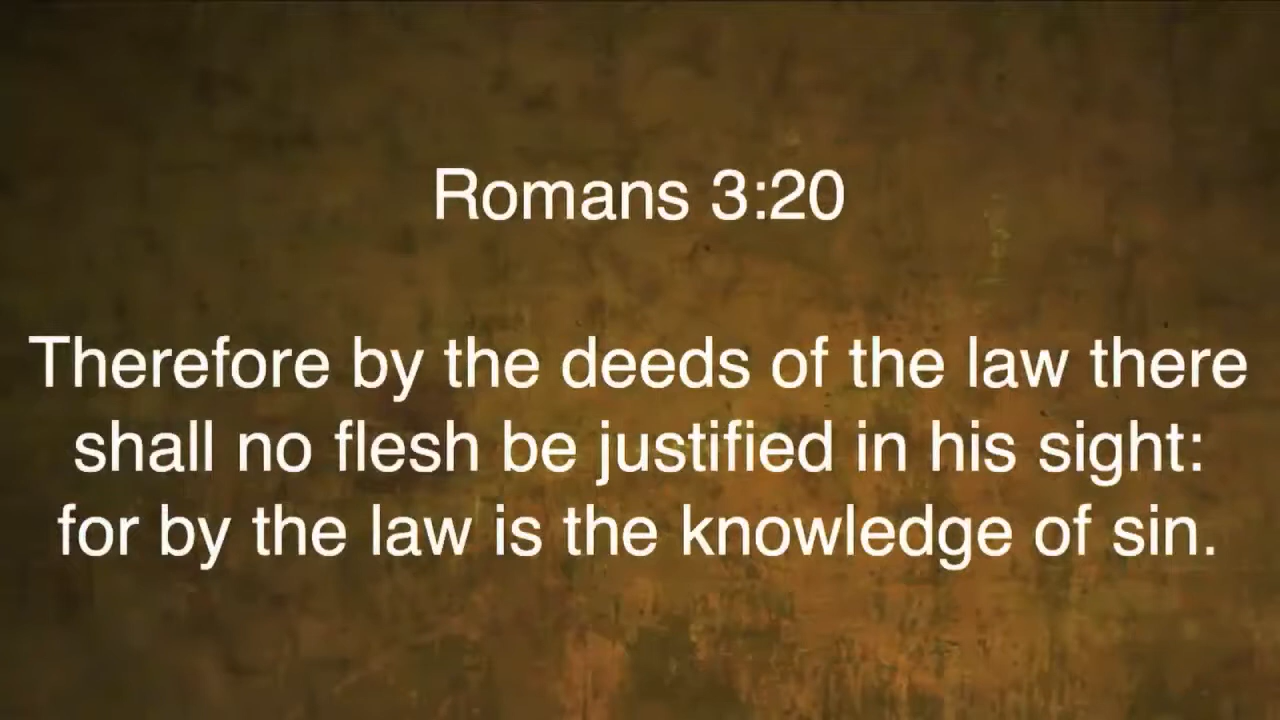 Romans 3:20
Therefore by the deeds of the law there
shall no flesh be justified in his sight:
for by the law is the knowledge of sin.